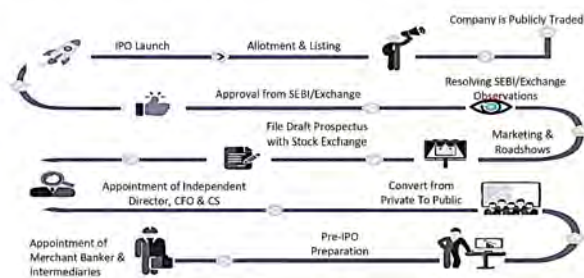 Company is Publicly Traded
IPO Launch
Allotment & Listing
Approval from SEBI/Exchange
Resolving SEBI/Exchange
Observations
File Draft Prospectus
with Stock Exchange
Marketing &
Roadshows
Appointment of Independent
Director, CFO & CS
Convert from
Private To Public
Appointment of
Merchant Banker &
Intermediaries
Pre-IPO
Preparation